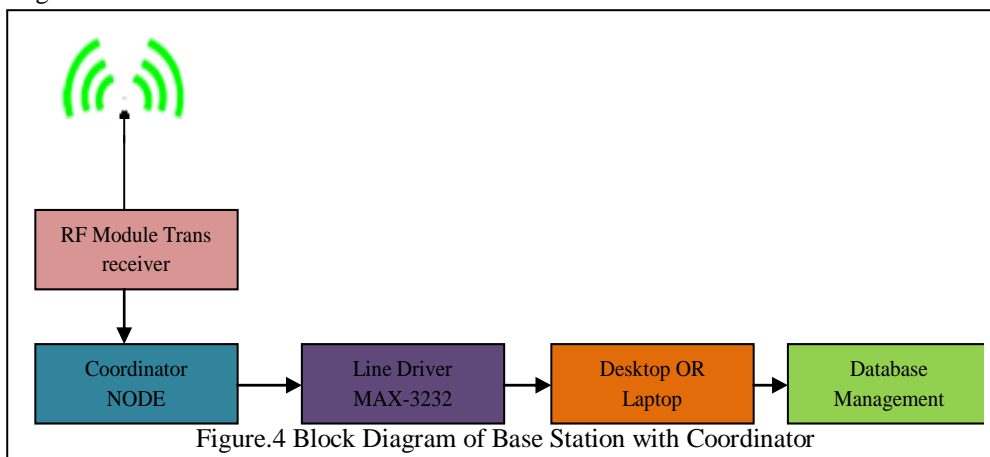 RF Module Trans
receiver
Coordinator
NODE
Line Driver
MAX-3232
Desktop OR
Laptop
Database
Management
Figure.4 Block Diagram of Base Station with Coordinator